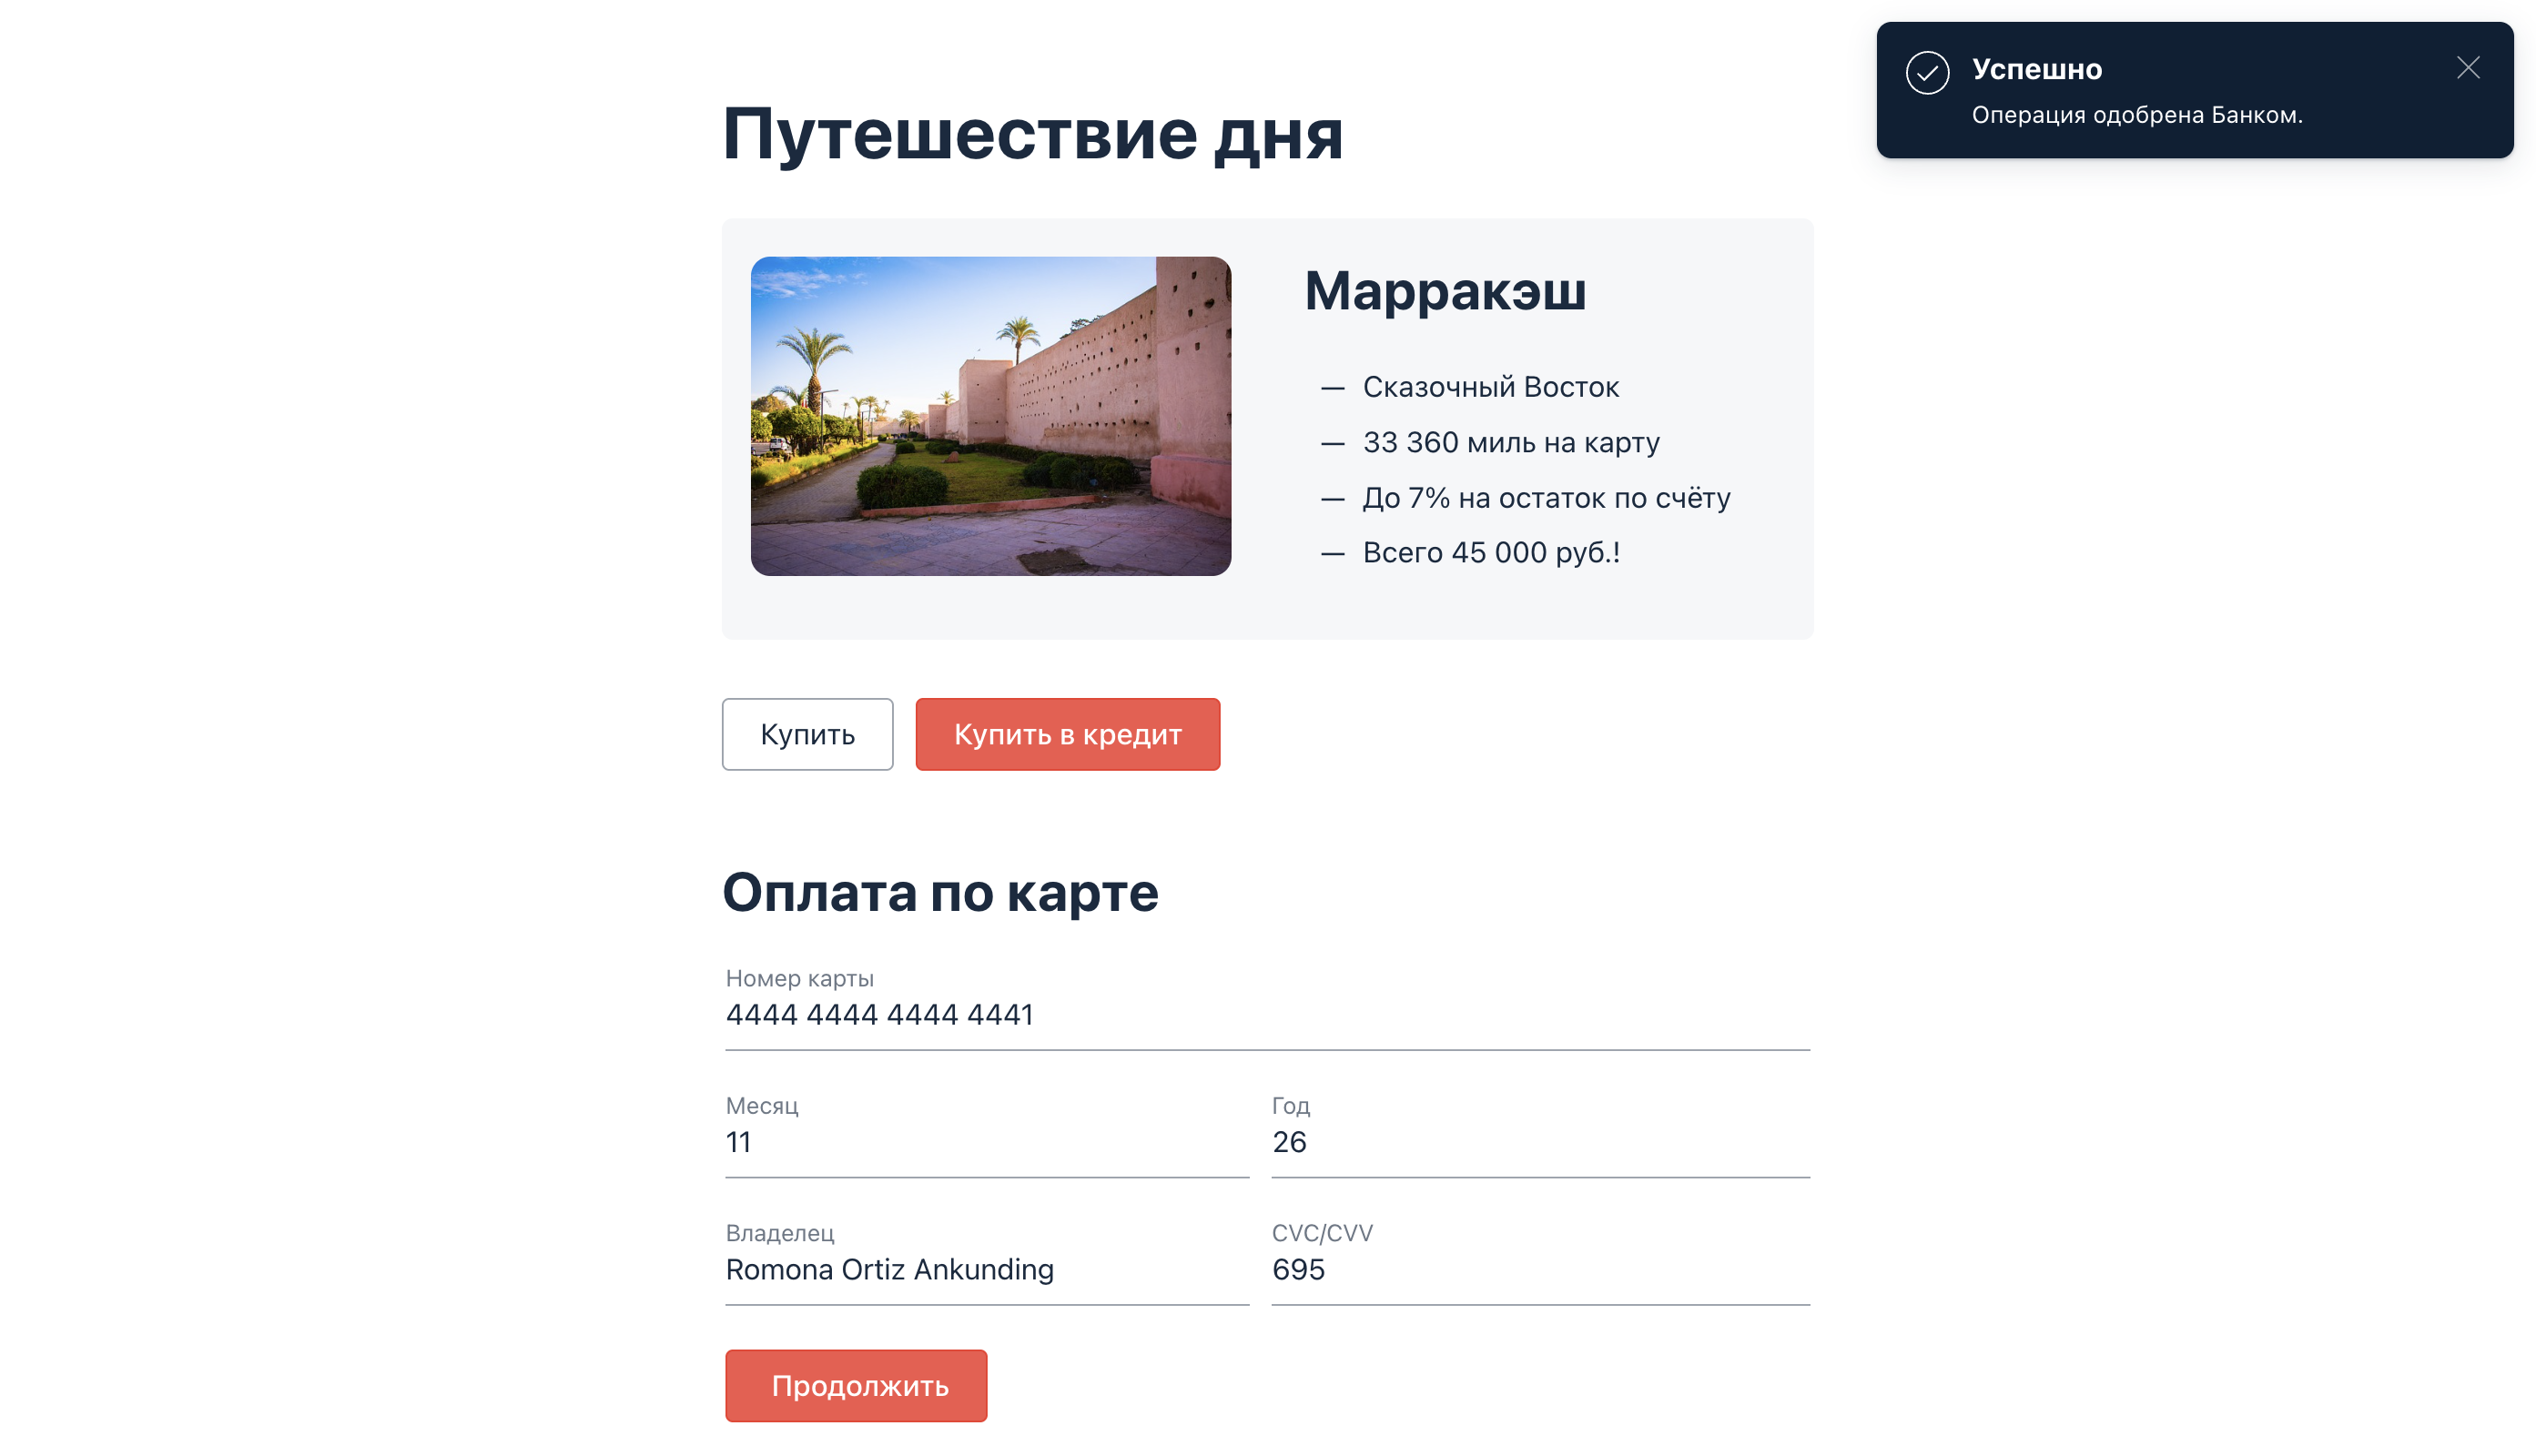 Успешно
Операция одобрена Банком.
Путешествие дня
Марракэш
— Сказочный Восток
— 33 360 миль на карту
— До 7% на остаток по счёту
— Всего 45 000 руб.!
Купить
Купить в кредит
Оплата по карте
Номер карты
4444 4444 4444 4441
Месяц
11
Год
26
Владелец
Romona Ortiz Ankunding
CVC/CVV
695
Продолжить